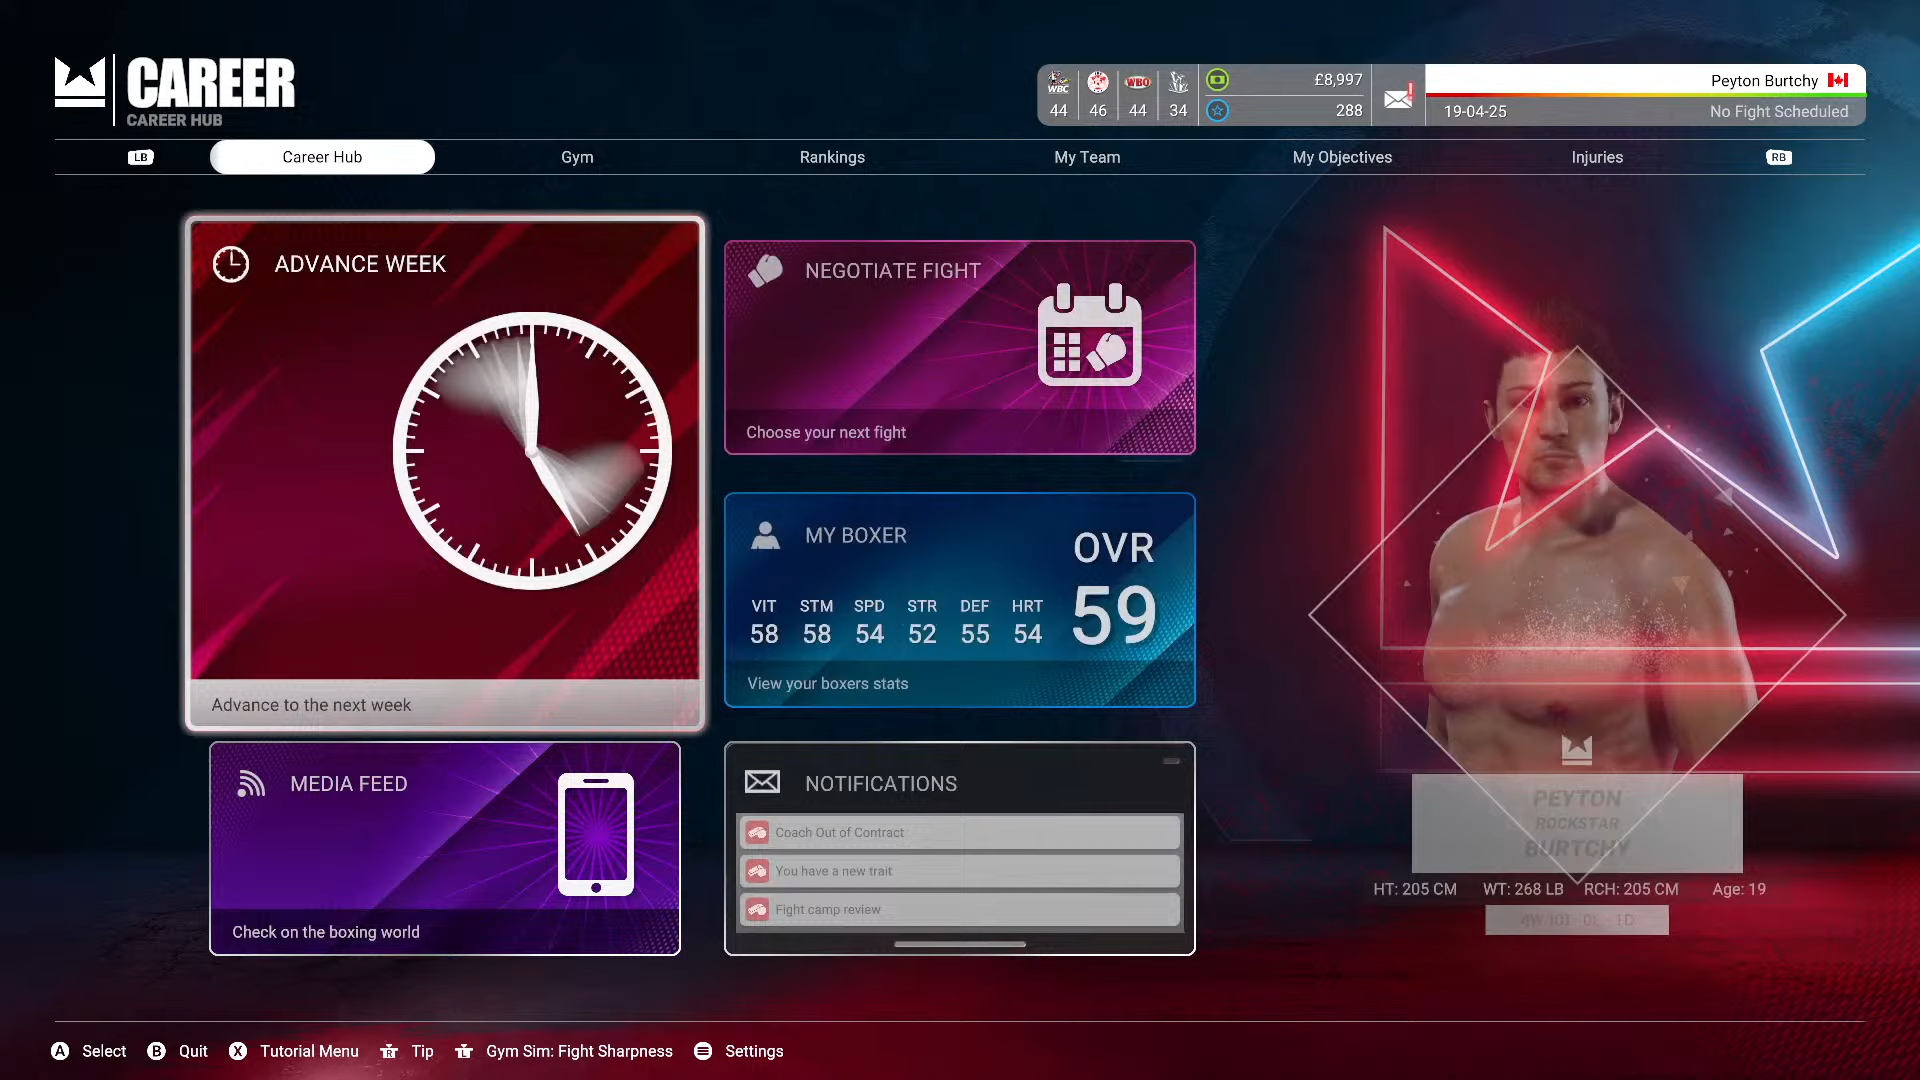 CAREER
CAREER HUB
WBC
WBO
44
46
44
34
£8,997
288
Peyton Burtchy
19-04-25
No Fight Scheduled
LB
Career Hub
Gym
Rankings
My Team
My Objectives
Injuries
RB
ADVANCE WEEK
Advance to the next week
NEGOTIATE FIGHT
Choose your next fight
MY BOXER
OVR
59
VIT STM SPD STR DEF HRT
58 58 54 52 55 54
View your boxers stats
MEDIA FEED
Check on the boxing world
NOTIFICATIONS
Coach Out of Contract
You have a new trait
Fight camp review
PEYTON
ROCKSTAR
BURTCHY
HT: 205 CM WT: 268 LB RCH: 205 CM Age: 19
A Select B Quit X Tutorial Menu R Tip L Gym Sim: Fight Sharpness Settings